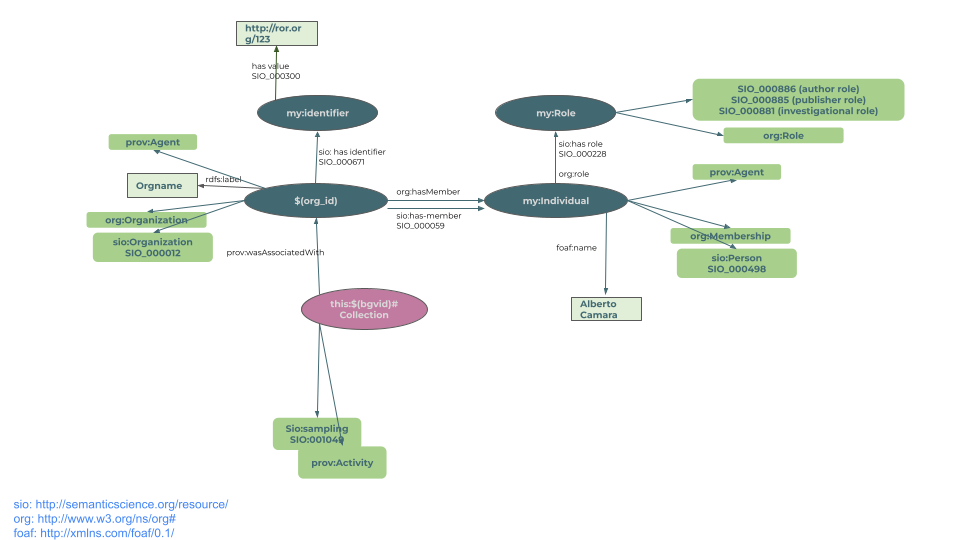 http://ror.or
g/123
has value
SIO_000300
my:identifier
my:Role
SIO_000886 (author role)
SIO_000885 (publisher role)
SIO_000881 (investigational role)
org:Role
prov:Agent
sio: has identifier
SIO_000671
sio:has role
SIO_000228
org:role
prov:Agent
rdfs:label
Orgname
$(org_id)
org:hasMember
sio:has-member
SIO_000059
my:Individual
org:Organization
sio:Organization
SIO_000012
prov:wasAssociatedWith
foaf:name
org:Membership
sio:Person
SIO_000498
this:$(bgvid)#
Collection
Alberto
Camara
Sio:sampling
SIO:001049
prov:Activity
sio: http://semanticscience.org/resource/
org: http://www.w3.org/ns/org#
foaf: http://xmlns.com/foaf/0.1/